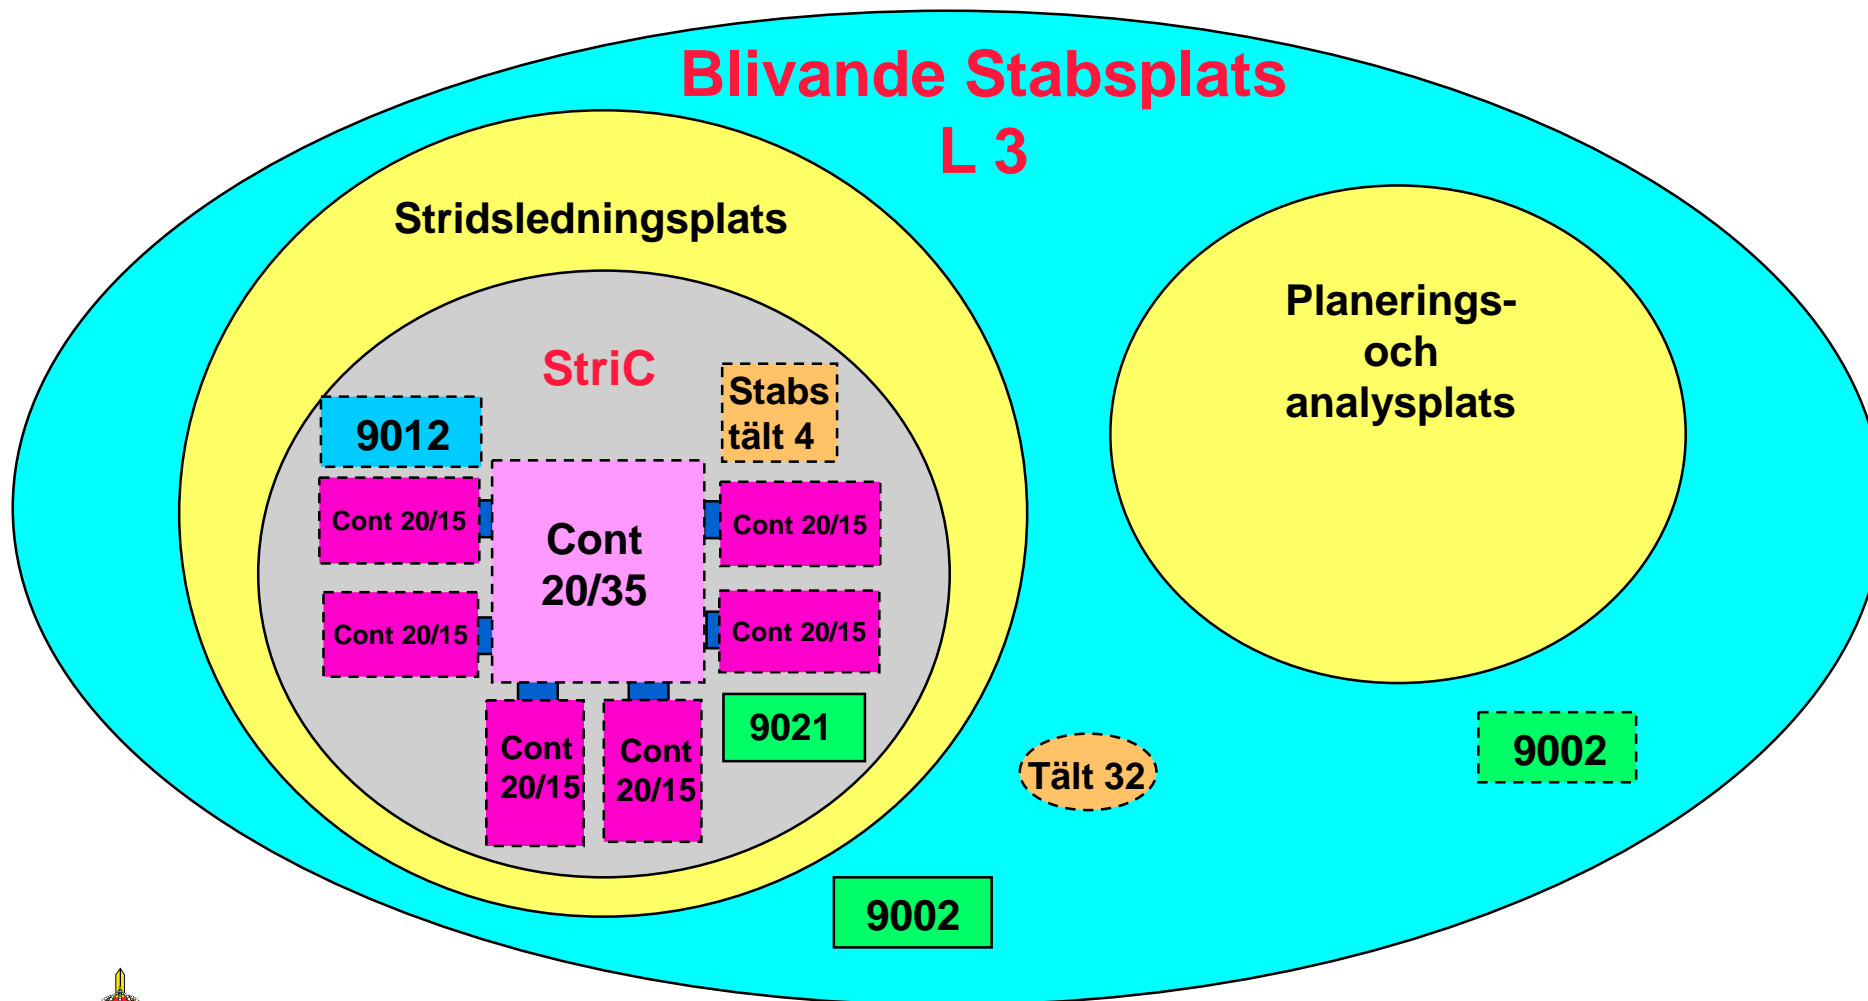 Blivande Stabsplats
L 3
Stridsledningsplats
Planerings-
och
analysplats
StriC
Stabs
tält 4
9012
Cont 20/15
Cont
20/35
Cont 20/15
Cont 20/15
Cont 20/15
9021
Cont
20/15
Cont
20/15
Tält 32
9002
9002